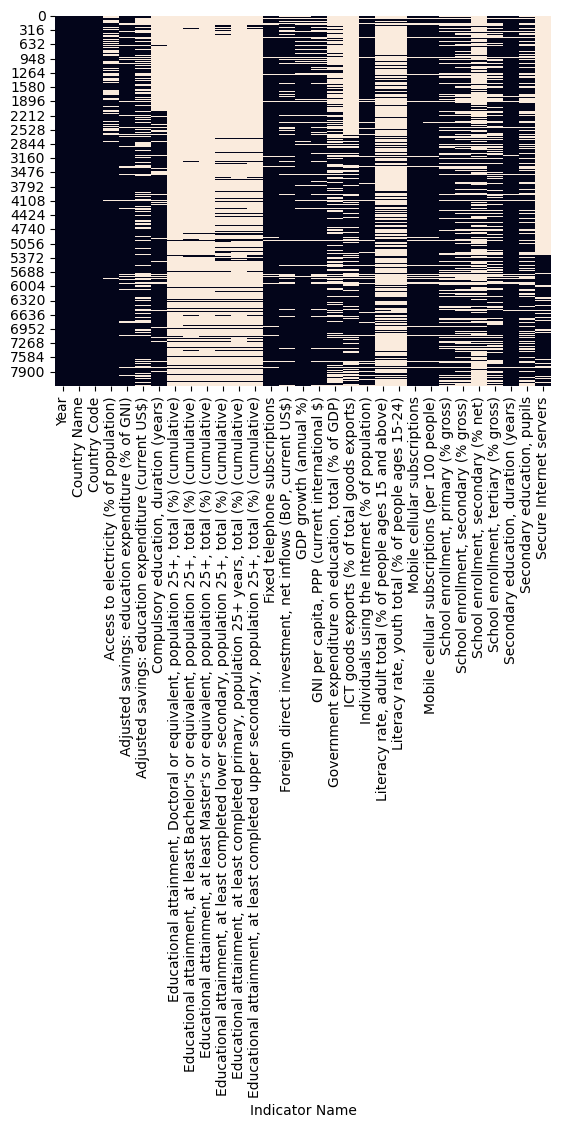 0
316
632
948
1264
1580
1896
2212
2528
2844
3160
3476
3792
4108
4424
4740
5056
5372
5688
6004
6320
6636
6952
7268
7584
7900
Year
Country Name
Country Code
Access to electricity (% of population)
Adjusted savings: education expenditure (% of GNI)
Adjusted savings: education expenditure (current US$)
Compulsory education, duration (years)
Educational attainment, Doctoral or equivalent, population 25+, total (%) (cumulative)
Educational attainment, at least Bachelor's or equivalent, population 25+, total (%) (cumulative)
Educational attainment, at least Master's or equivalent, population 25+, total (%) (cumulative)
Educational attainment, at least completed lower secondary, population 25+, total (%) (cumulative)
Educational attainment, at least completed primary, population 25+ years, total (%) (cumulative)
Educational attainment, at least completed upper secondary, population 25+, total (%) (cumulative)
Fixed telephone subscriptions
Foreign direct investment, net inflows (BoP, current US$)
GDP growth (annual %)
GNI per capita, PPP (current international $)
Government expenditure on education, total (% of GDP)
ICT goods exports (% of total goods exports)
Individuals using the Internet (% of population)
Literacy rate, adult total (% of people ages 15 and above)
Literacy rate, youth total (% of people ages 15-24)
Mobile cellular subscriptions
Mobile cellular subscriptions (per 100 people)
School enrollment, primary (% gross)
School enrollment, secondary (% gross)
School enrollment, secondary (% net)
School enrollment, tertiary (% gross)
Secondary education, duration (years)
Secondary education, pupils
Secure Internet servers
Indicator Name